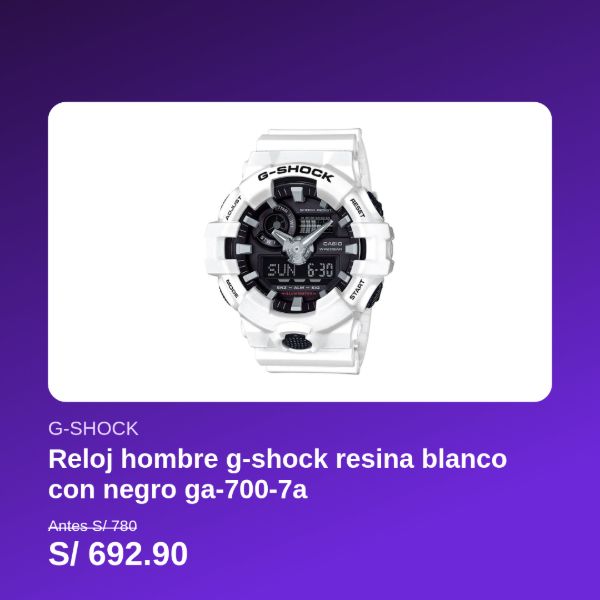 G-SHOCK
ADJUST
RESET
CASIO
SUN 6:30
MODE
START
G-SHOCK
Reloj hombre g-shock resina blanco
con negro ga-700-7a
Antes S/ 780
S/ 692.90